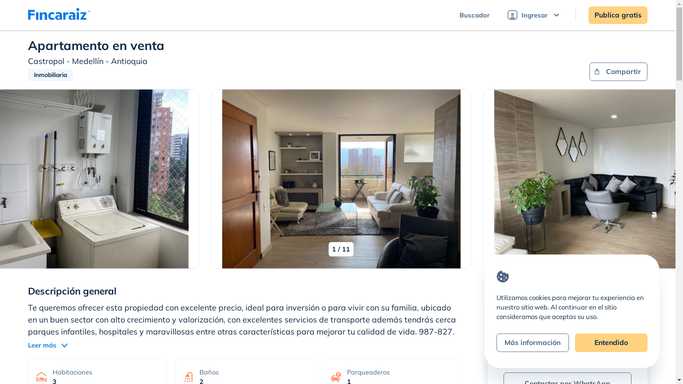 Fincaraiz
Buscador
Ingresar
Publica gratis
Apartamento en venta
Castropol - Medellín - Antioquia
Inmobiliaria
Compartir
1 / 11
Descripción general
Te queremos ofrecer esta propiedad con excelente precio, ideal para inversión o para vivir con su familia, ubicado
en un buen sector con alto crecimiento y valorización, con excelentes servicios de transporte además tendrás cerca
parques infantiles, hospitales y maravillosas entre otras características para mejorar tu calidad de vida. 987-827.
Leer más
Habitaciones
3
Baños
2
Parqueaderos
1
Utilizamos cookies para mejorar tu experiencia en
nuestro sitio web. Al continuar en el sitio
consideramos que aceptas su uso.
Más información
Entendido
Contactar por WhatsApp